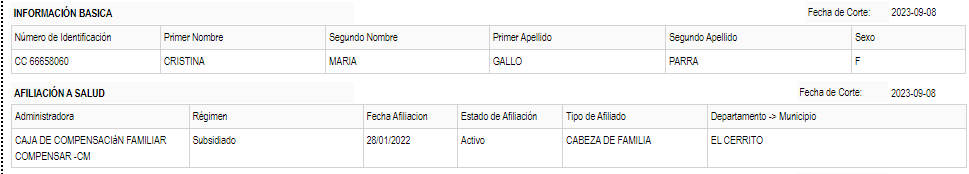 INFORMACIÓN BASICA Fecha de Corte: 2023-09-08
Número de Identificación Primer Nombre Segundo Nombre Primer Apellido Segundo Apellido Sexo
CC 66658060 CRISTINA MARIA GALLO PARRA F
AFILIACIÓN A SALUD Fecha de Corte: 2023-09-08
Administradora Régimen Fecha Afiliacion Estado de Afiliación Tipo de Afiliado Departamento -> Municipio
CAJA DE COMPENSACIàN FAMILIAR Subsidiado 28/01/2022 Activo CABEZA DE FAMILIA EL CERRITO
COMPENSAR -CM